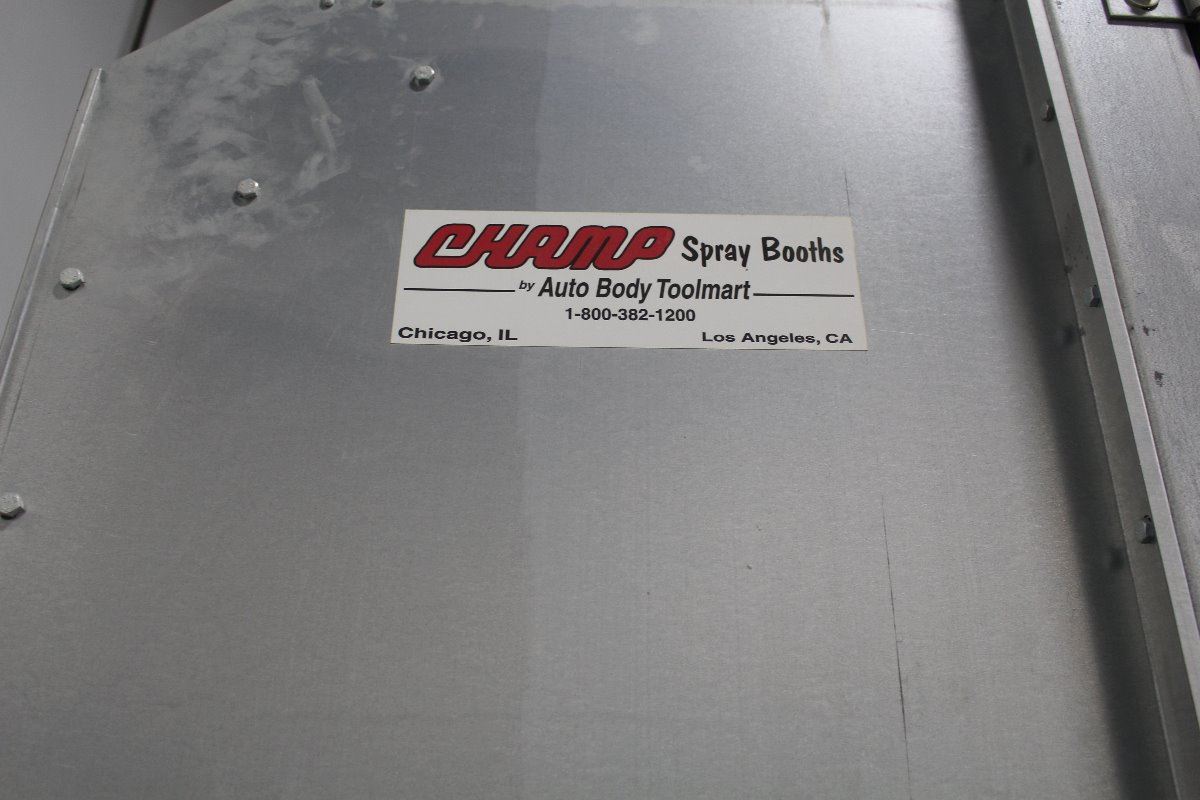 CHAMP Spray Booths
by Auto Body Toolmart
1-800-382-1200
Chicago, IL Los Angeles, CA